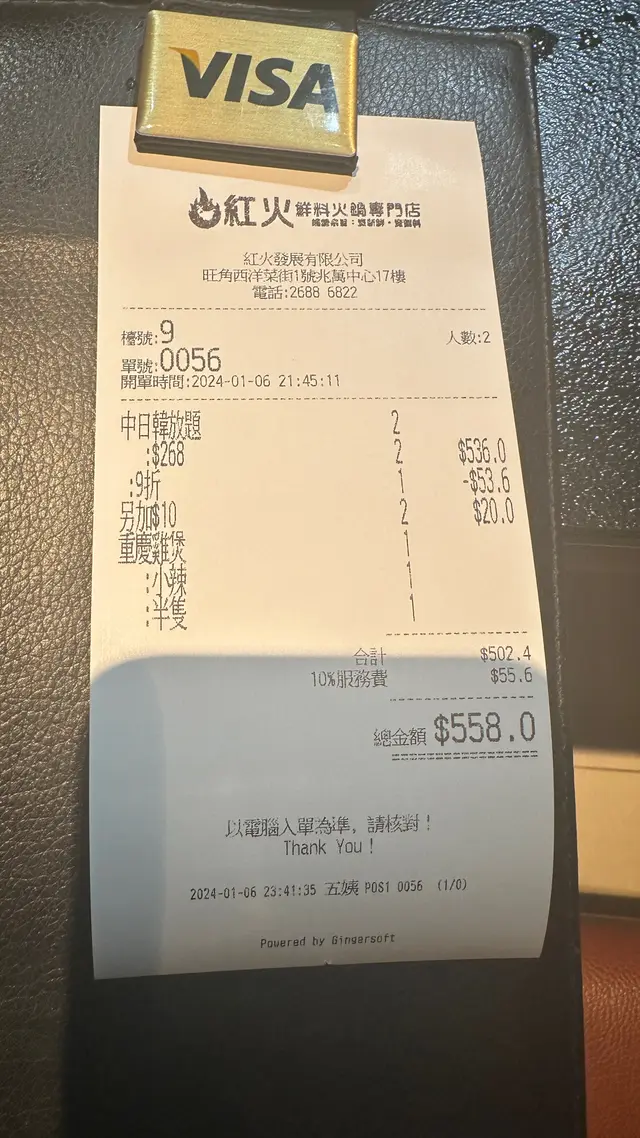 VISA
紅火 鮮料火鍋專門店
紅火發展有限公司
旺角西洋菜街1號兆萬中心17樓
電話:2688 6822
檯號:9 人數:2
單號:0056
開單時間:2024-01-06 21:45:11
中日韓放題 2
:$268 2 $536.0
:9折 1 -$53.6
另加$10 2 $20.0
重慶雞煲 1
:小辣 1
:半隻 1
合計 $502.4
10%服務費 $55.6
總金額 $558.0
以電腦入單為準, 請核對!
Thank You!
2024-01-06 23:41:35 五姨 POS1 0056 (1/0)
Powered by Gingersoft